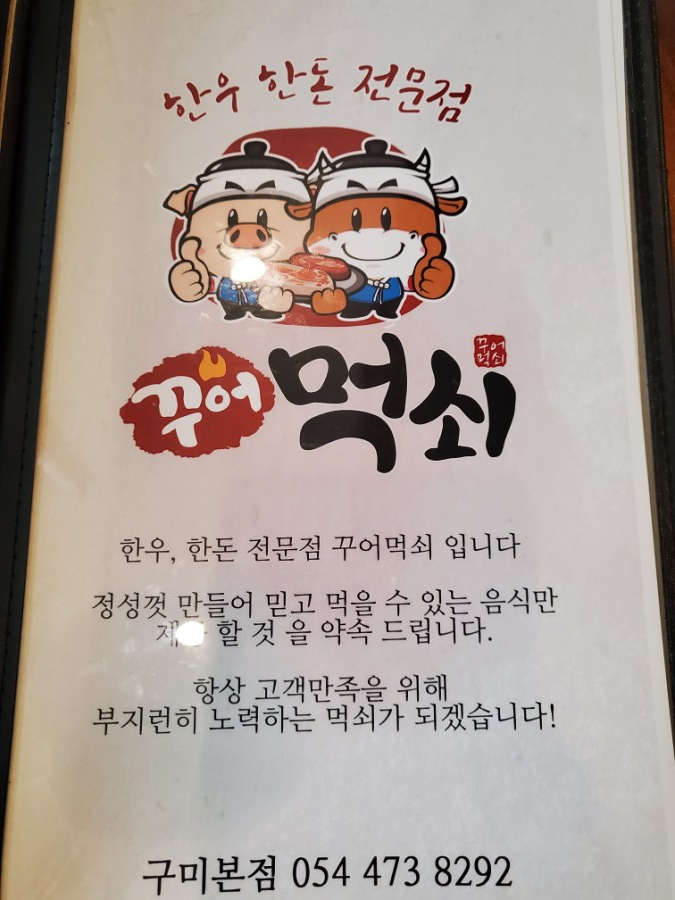 한우 한돈 전문점
꾸어 먹쇠
꾸어
먹쇠
한우, 한돈 전문점 꾸어먹쇠 입니다
정성껏 만들어 믿고 먹을 수 있는 음식만
할 것 을 약속 드립니다.
항상 고객만족을 위해
부지런히 노력하는 먹쇠가 되겠습니다!
구미본점 054 473 8292